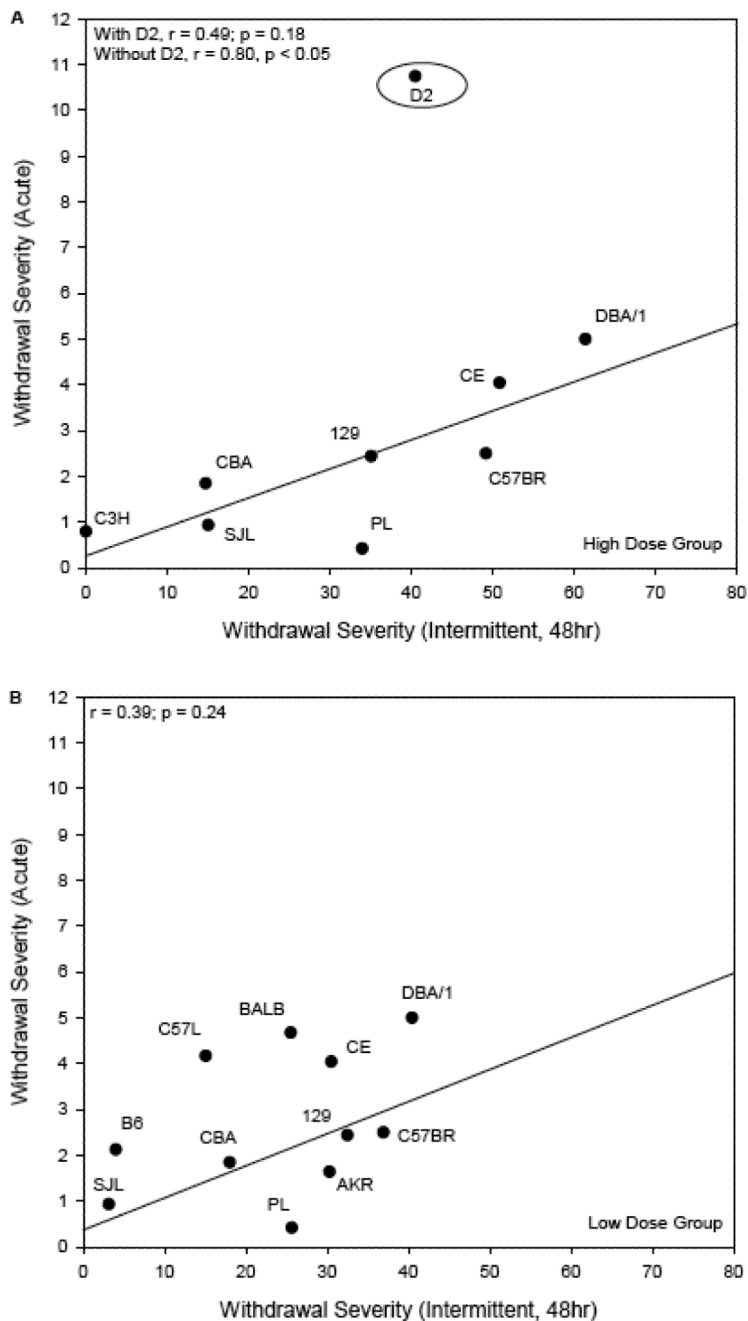 A
With D2, r = 0.49; p = 0.18
Without D2, r = 0.80, p < 0.05
12
11
10
9
8
7
6
5
4
3
2
1
0
Withdrawal Severity (Acute)
D2
DBA/1
CE
129
C57BR
CBA
C3H
SJL
PL
High Dose Group
0 10 20 30 40 50 60 70 80
Withdrawal Severity (Intermittent, 48hr)
B
r = 0.39; p = 0.24
12
11
10
9
8
7
6
5
4
3
2
1
0
Withdrawal Severity (Acute)
DBA/1
BALB
C57L
CE
129
B6
C57BR
CBA
SJL
AKR
PL
Low Dose Group
0 10 20 30 40 50 60 70 80
Withdrawal Severity (Intermittent, 48hr)